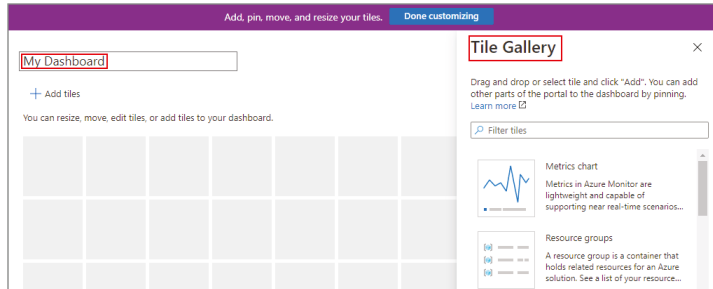 Add, pin, move, and resize your tiles.
Done customizing
My Dashboard
Add tiles
You can resize, move, edit tiles, or add tiles to your dashboard.
Tile Gallery
Drag and drop or select tile and click "Add". You can add
other parts of the portal to the dashboard by pinning.
Learn more
Filter tiles
Metrics chart
Metrics in Azure Monitor are
lightweight and capable of
supporting near real-time scenarios...
Resource groups
A resource group is a container that
holds related resources for an Azure
solution. See a list of your resource...